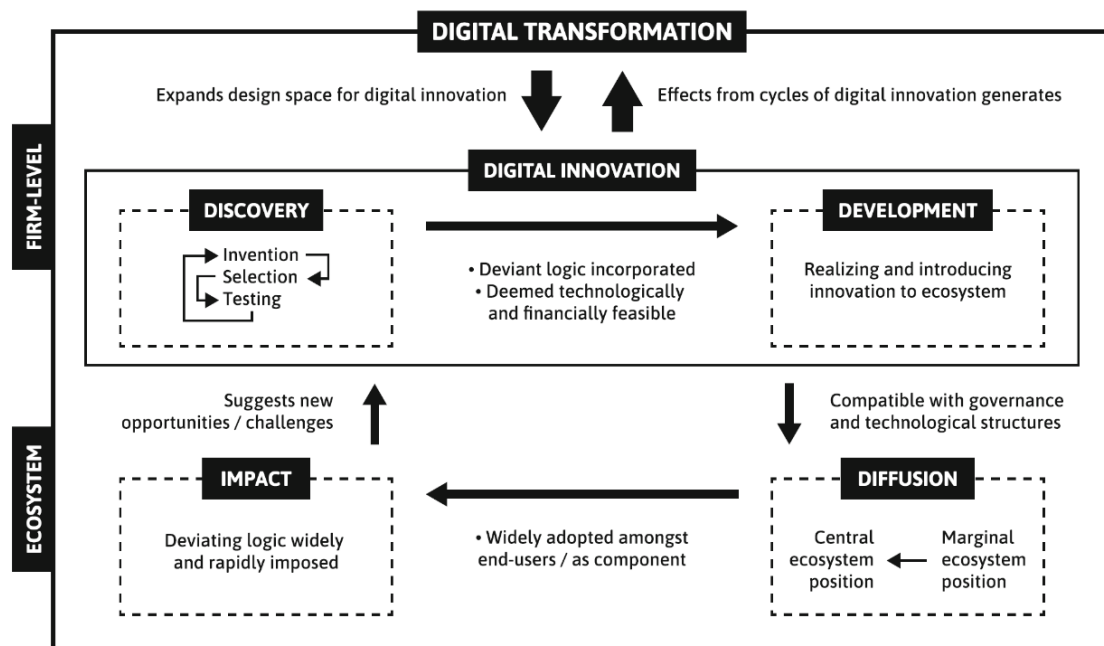 DIGITAL TRANSFORMATION
Expands design space for digital innovation
Effects from cycles of digital innovation generates
FIRM-LEVEL
DIGITAL INNOVATION
DISCOVERY
Invention
Selection
Testing
• Deviant logic incorporated
• Deemed technologically
and financially feasible
DEVELOPMENT
Realizing and introducing
innovation to ecosystem
Suggests new
opportunities / challenges
Compatible with governance
and technological structures
ECOSYSTEM
IMPACT
Deviating logic widely
and rapidly imposed
• Widely adopted amongst
end-users / as component
DIFFUSION
Central
ecosystem
position
Marginal
ecosystem
position